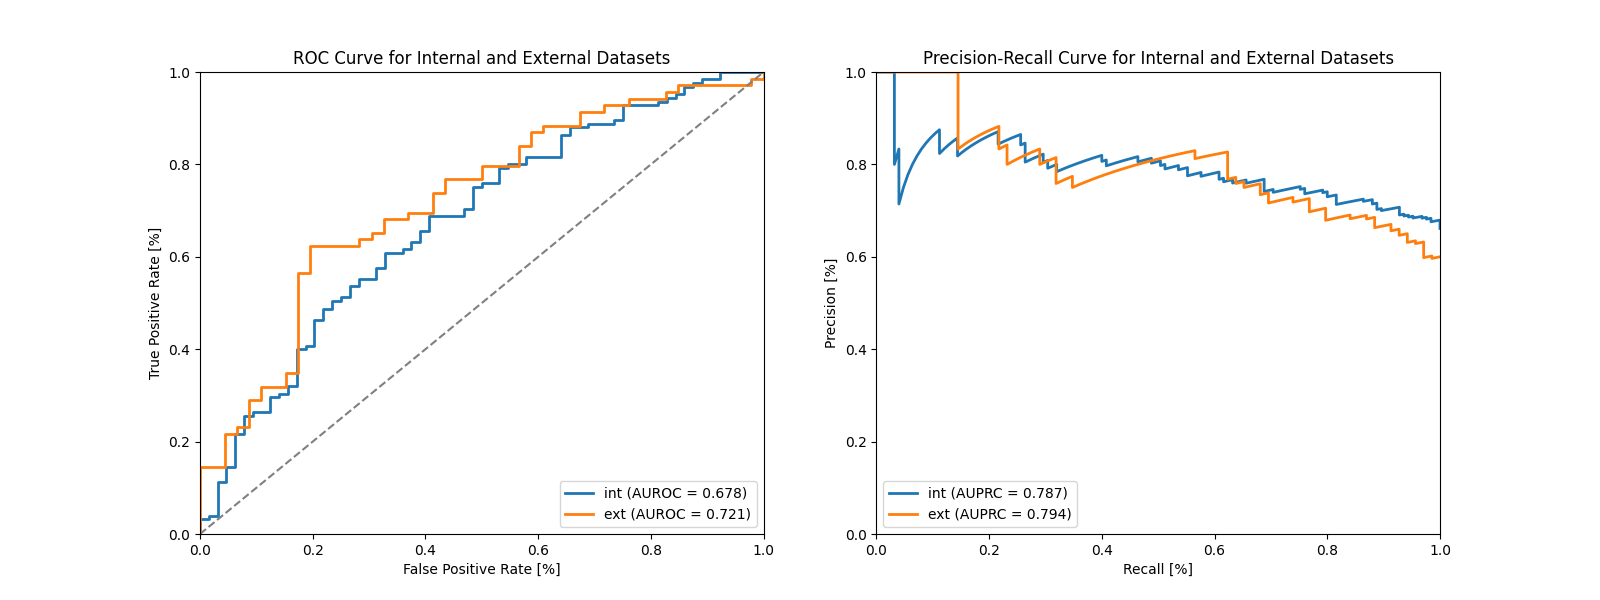 ROC Curve for Internal and External Datasets
1.0
0.8
0.6
0.4
0.2
0.0
True Positive Rate [%]
int (AUROC = 0.678)
ext (AUROC = 0.721)
0.0 0.2 0.4 0.6 0.8 1.0
False Positive Rate [%]
Precision-Recall Curve for Internal and External Datasets
1.0
0.8
0.6
0.4
0.2
0.0
Precision [%]
int (AUPRC = 0.787)
ext (AUPRC = 0.794)
0.0 0.2 0.4 0.6 0.8 1.0
Recall [%]